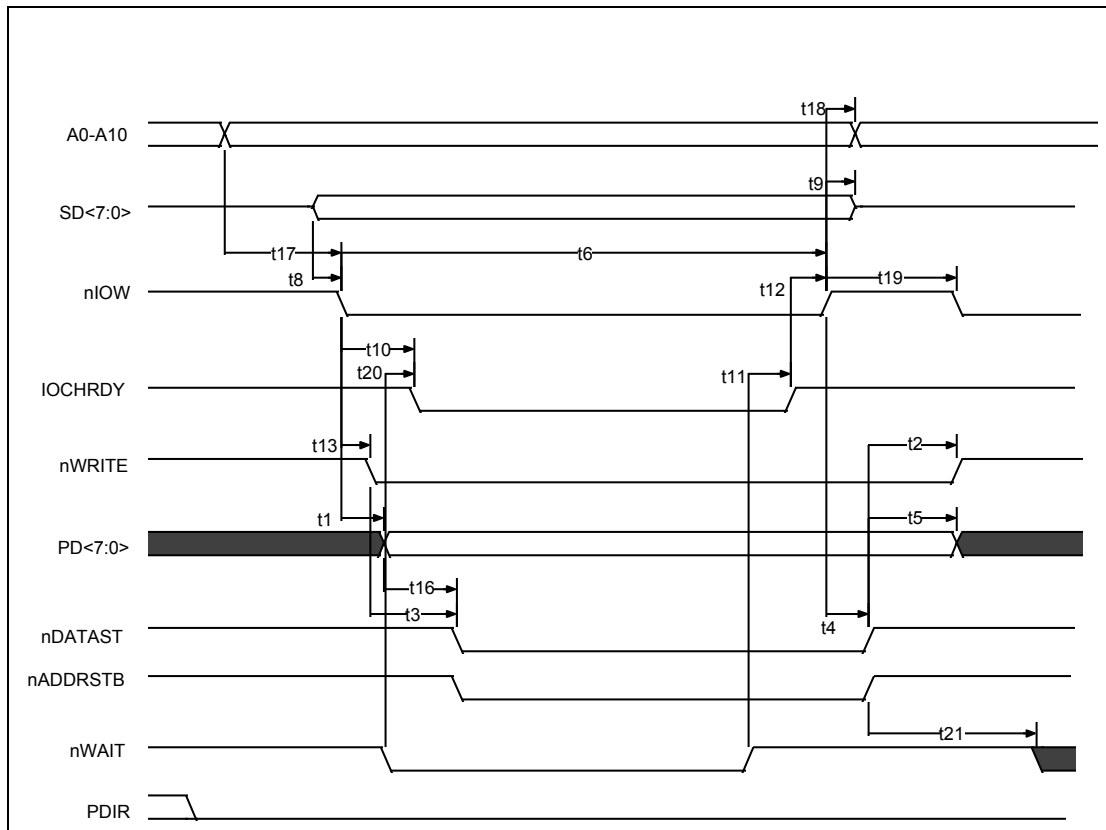 t18
A0-A10
t9
SD<7:0>
t17
t6
t8
t12
t19
nIOW
t10
t20
t11
IOCHRDY
t13
t2
nWRITE
t1
t5
PD<7:0>
t16
t3
t4
nDATAST
nADDRSTB
t21
nWAIT
PDIR